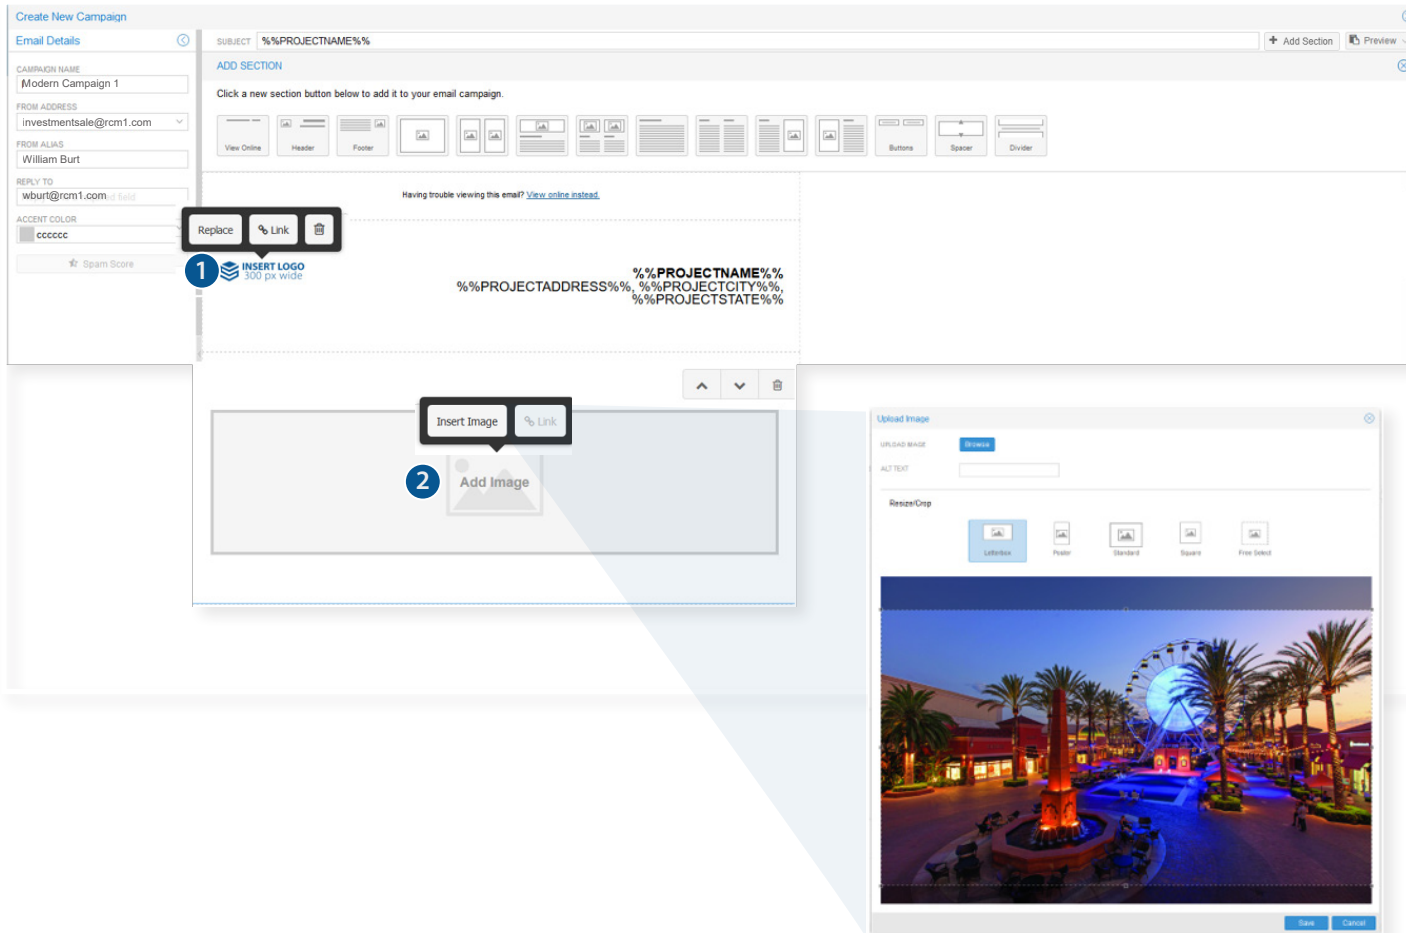 Create New Campaign
Email Details
SUBJECT %%PROJECTNAME%%
Add Section
Preview
CAMPAIGN NAME
Modern Campaign 1
FROM ADDRESS
investmentsale@rcm1.com
FROM ALIAS
William Burt
REPLY TO
wburt@rcm1.com field
ACCENT COLOR
cccccc
Spam Score
ADD SECTION
Click a new section button below to add it to your email campaign.
View Online
Header
Footer
Buttons
Spacer
Divider
Having trouble viewing this email? View online instead.
Replace
Link
1
INSERT LOGO
300 px wide
%%PROJECTNAME%%
%%PROJECTADDRESS%%, %%PROJECTCITY%%,
%%PROJECTSTATE%%
Insert Image
Link
2
Add Image
Upload Image
UPLOAD IMAGE
Browse
ALT TEXT
Resize/Crop
Letterbox
Poster
Standard
Square
Free Select
Save
Cancel